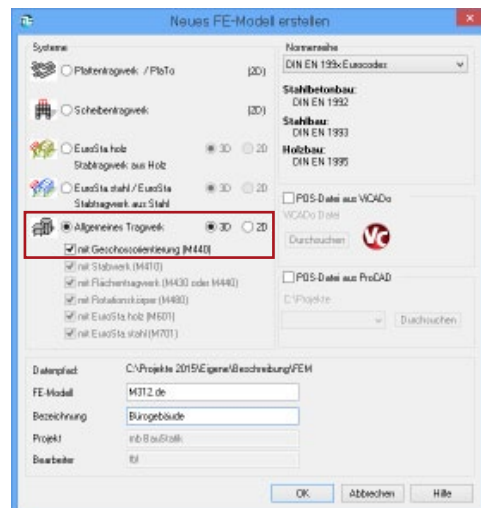 Neues FE-Modell erstellen
Systeme
Plattentragwerk / PlaTo [2D]
Scheibentragwerk [2D]
EuroSta.holz
Stabtragwerk aus Holz
3D 2D
EuroSta.stahl / EuroSta
Stabtragwerk aus Stahl
3D 2D
Allgemeines Tragwerk 3D 2D
mit Geschossorientierung (M440)
mit Stabwerk (M410)
mit Flächentragwerk (M430 oder M440)
mit Rotationskörper (M480)
mit EuroSta.holz (M601)
mit EuroSta.stahl (M701)
Normenreihe
DIN EN 199x Eurocodes
Stahlbetonbau:
DIN EN 1992
Stahlbau:
DIN EN 1993
Holzbau:
DIN EN 1995
POS-Datei aus ViCADo
ViCADo Datei
Durchsuchen
POS-Datei aus ProCAD
C:\Projekte
Durchsuchen
Datenpfad: C:\Projekte 2015\Eigene\Beschreibung\FEM
FE-Modell M312.de
Bezeichnung Bürogebäude
Projekt mb BauStatik
Bearbeiter
OK Abbrechen Hilfe